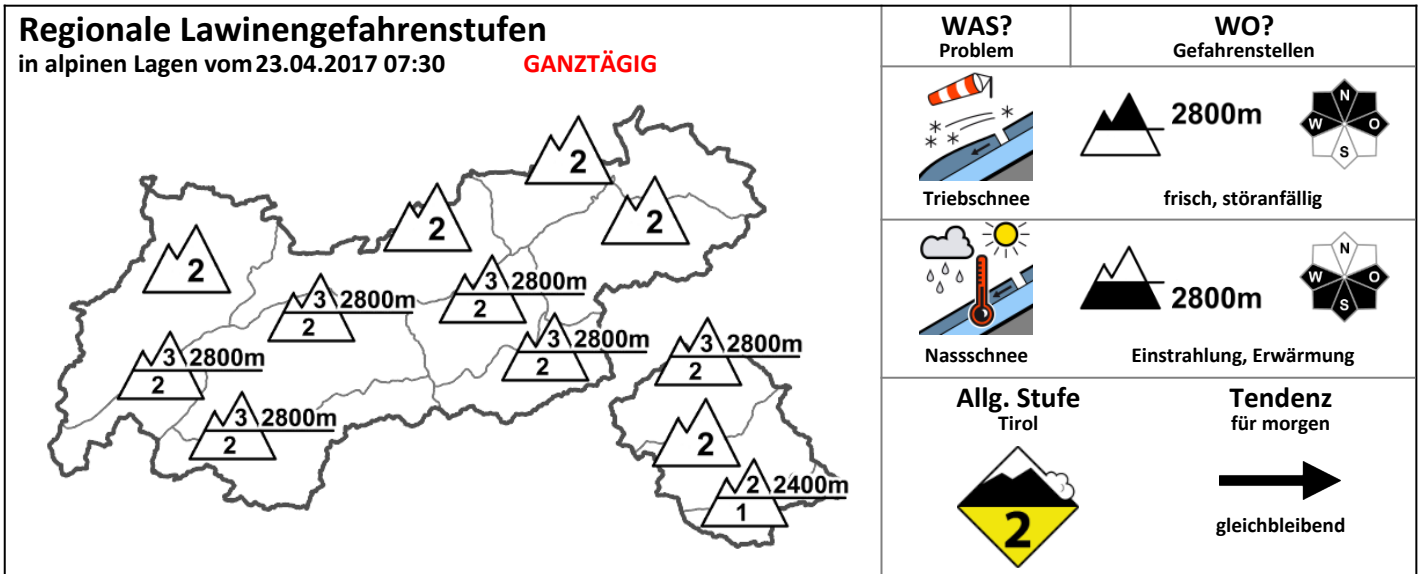 Regionale Lawinengefahrenstufen
in alpinen Lagen vom 23.04.2017 07:30 GANZTÄGIG
2
2
2
2
3 2800m
2
3 2800m
2
3 2800m
2
3 2800m
2
3 2800m
2
3 2800m
2
2
2 2400m
1
WAS?
Problem
WO?
Gefahrenstellen
2800m
N
W O
S
Triebschnee
frisch, störanfällig
2800m
N
W O
S
Nassschnee
Einstrahlung, Erwärmung
Allg. Stufe
Tirol
2
Tendenz
für morgen
gleichbleibend